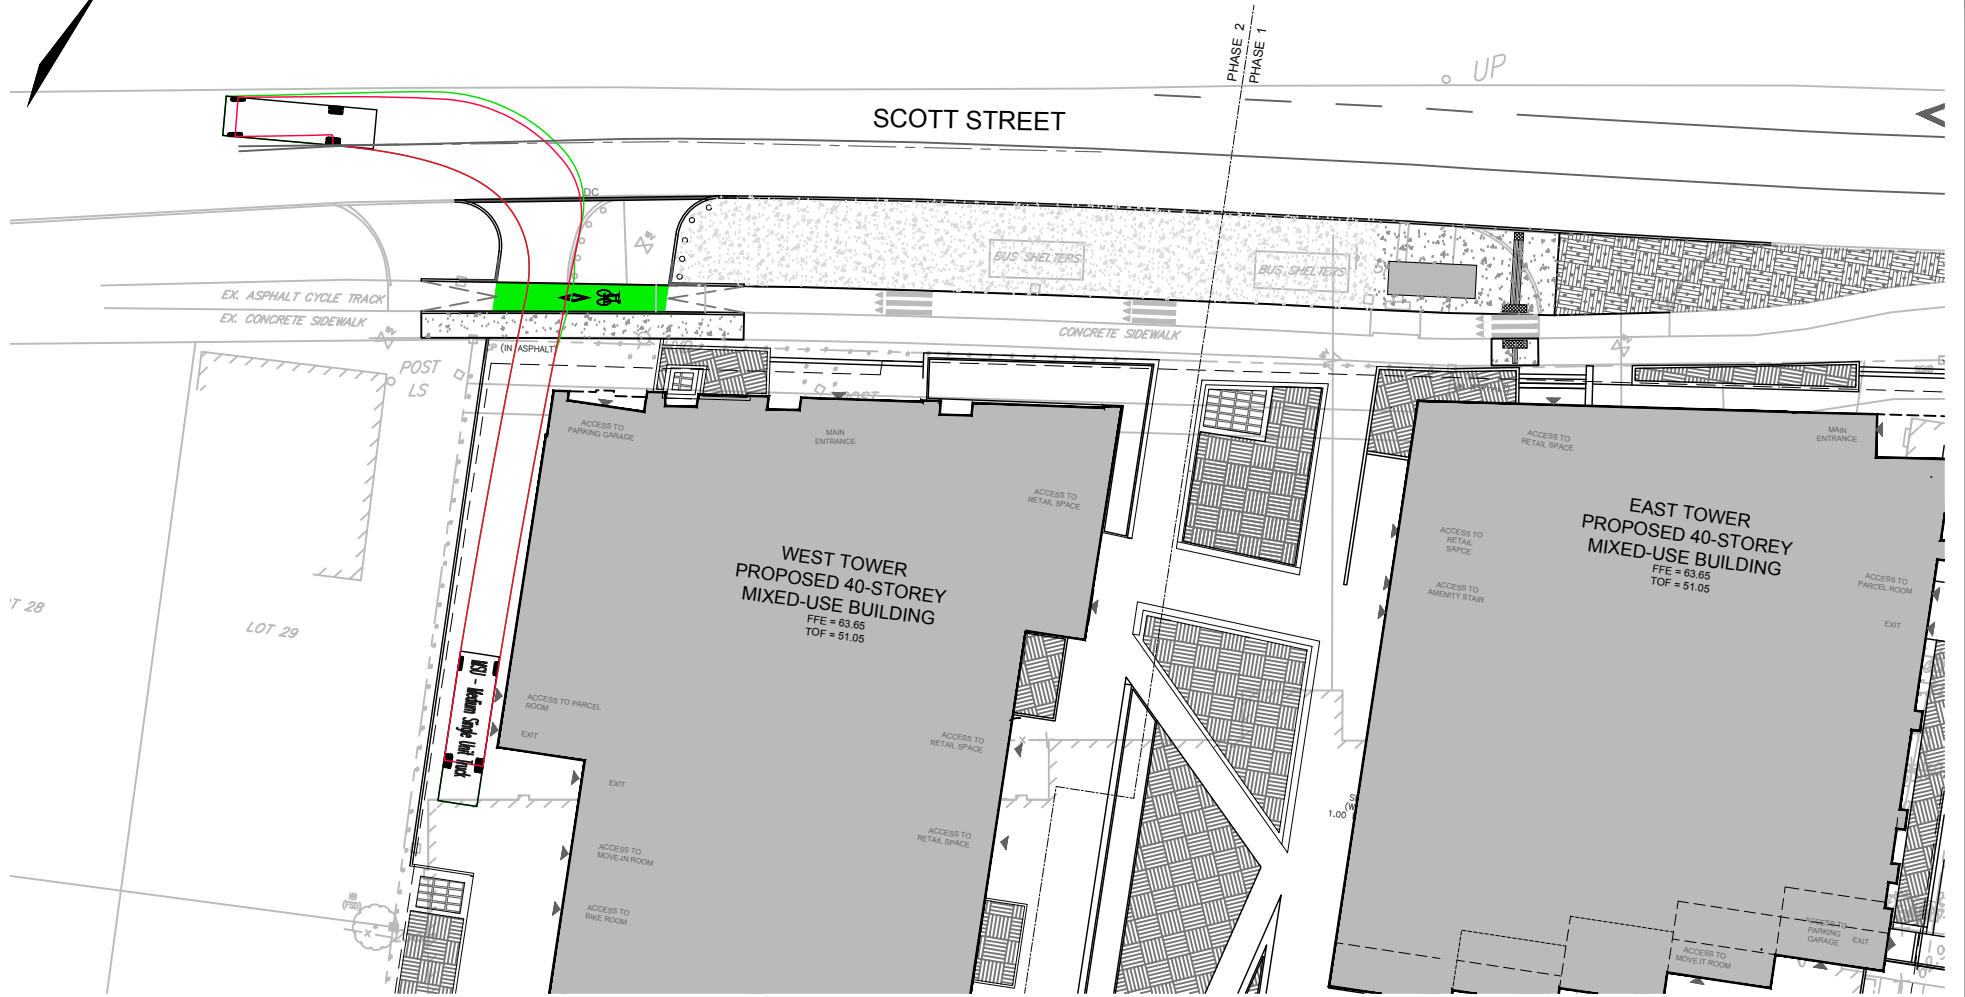 PHASE 2
PHASE 1
UP
SCOTT STREET
DC
BUS SHELTERS
BUS SHELTERS
EX. ASPHALT CYCLE TRACK
EX. CONCRETE SIDEWALK
CONCRETE SIDEWALK
(IN ASPHALT)
POST
LS
ACCESS TO
PARKING GARAGE
MAIN
ENTRANCE
ACCESS TO
RETAIL SPACE
ACCESS TO
RETAIL SPACE
MAIN
ENTRANCE
WEST TOWER
PROPOSED 40-STOREY
MIXED-USE BUILDING
FFE = 63.65
TOF = 51.05
EAST TOWER
PROPOSED 40-STOREY
MIXED-USE BUILDING
FFE = 63.65
TOF = 51.05
ACCESS TO
RETAIL
SAPCE
ACCESS TO
AMENITY STAIR
ACCESS TO
PARCEL ROOM
EXIT
LOT 29
MSU - Medium Single Unit Truck
ACCESS TO PARCEL
ROOM
EXIT
EXIT
ACCESS TO
RETAIL SPACE
ACCESS TO
RETAIL SPACE
1.00
ACCESS TO
MOVE-IN ROOM
ACCESS TO
BIKE ROOM
ACCESS TO
PARKING
GARAGE
EXIT
ACCESS TO
MOVE IT ROOM